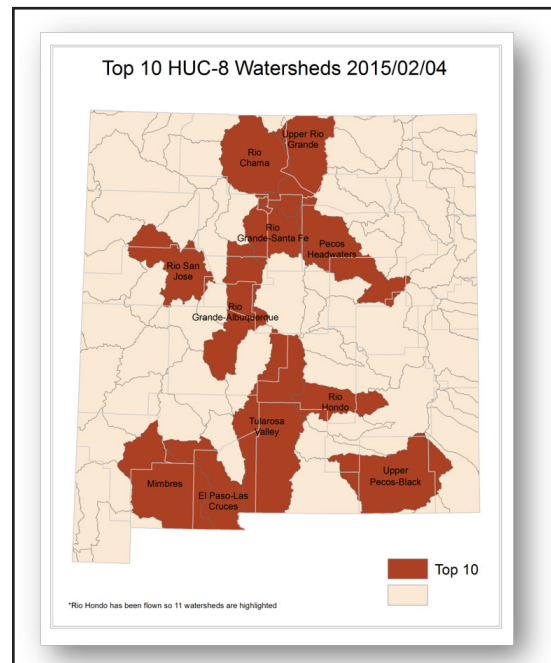 Top 10 HUC-8 Watersheds 2015/02/04
Rio
Chama
Upper Rio
Grande
Rio
Grande-Santa Fe
Pecos
Headwaters
Rio San
Jose
Rio
Grande-Albuquerque
Rio
Hondo
Tularosa
Valley
Mimbres
El Paso-Las
Cruces
Upper
Pecos-Black
Top 10
*Rio Hondo has been flown so 11 watersheds are highlighted